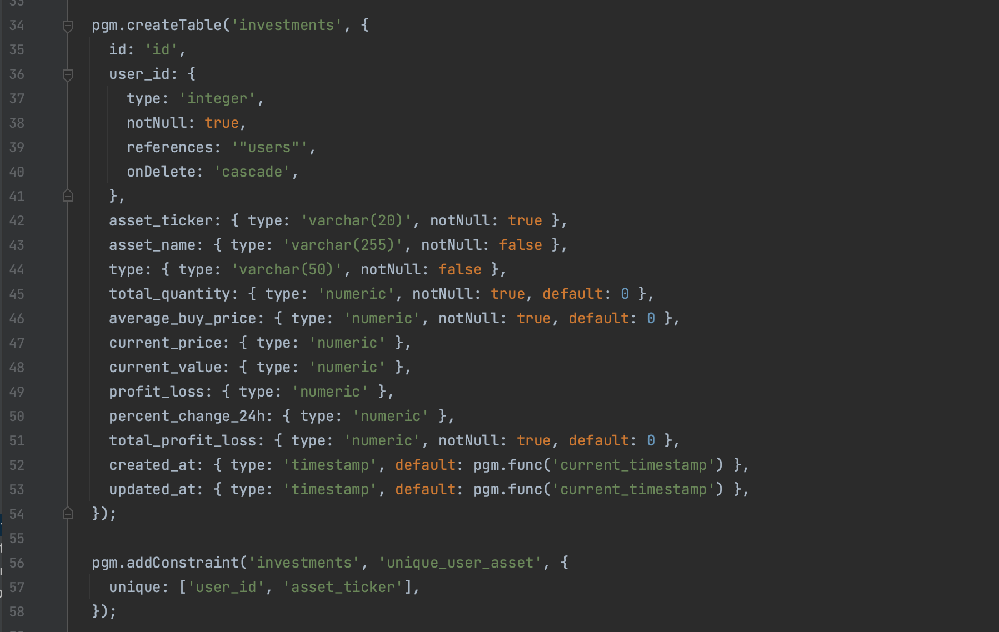 33
34 pgm.createTable('investments', {
35 id: 'id',
36 user_id: {
37 type: 'integer',
38 notNull: true,
39 references: '"users"',
40 onDelete: 'cascade',
41 },
42 asset_ticker: { type: 'varchar(20)', notNull: true },
43 asset_name: { type: 'varchar(255)', notNull: false },
44 type: { type: 'varchar(50)', notNull: false },
45 total_quantity: { type: 'numeric', notNull: true, default: 0 },
46 average_buy_price: { type: 'numeric', notNull: true, default: 0 },
47 current_price: { type: 'numeric' },
48 current_value: { type: 'numeric' },
49 profit_loss: { type: 'numeric' },
50 percent_change_24h: { type: 'numeric' },
51 total_profit_loss: { type: 'numeric', notNull: true, default: 0 },
52 created_at: { type: 'timestamp', default: pgm.func('current_timestamp') },
53 updated_at: { type: 'timestamp', default: pgm.func('current_timestamp') },
54 });
55
56 pgm.addConstraint('investments', 'unique_user_asset', {
57 unique: ['user_id', 'asset_ticker'],
58 });